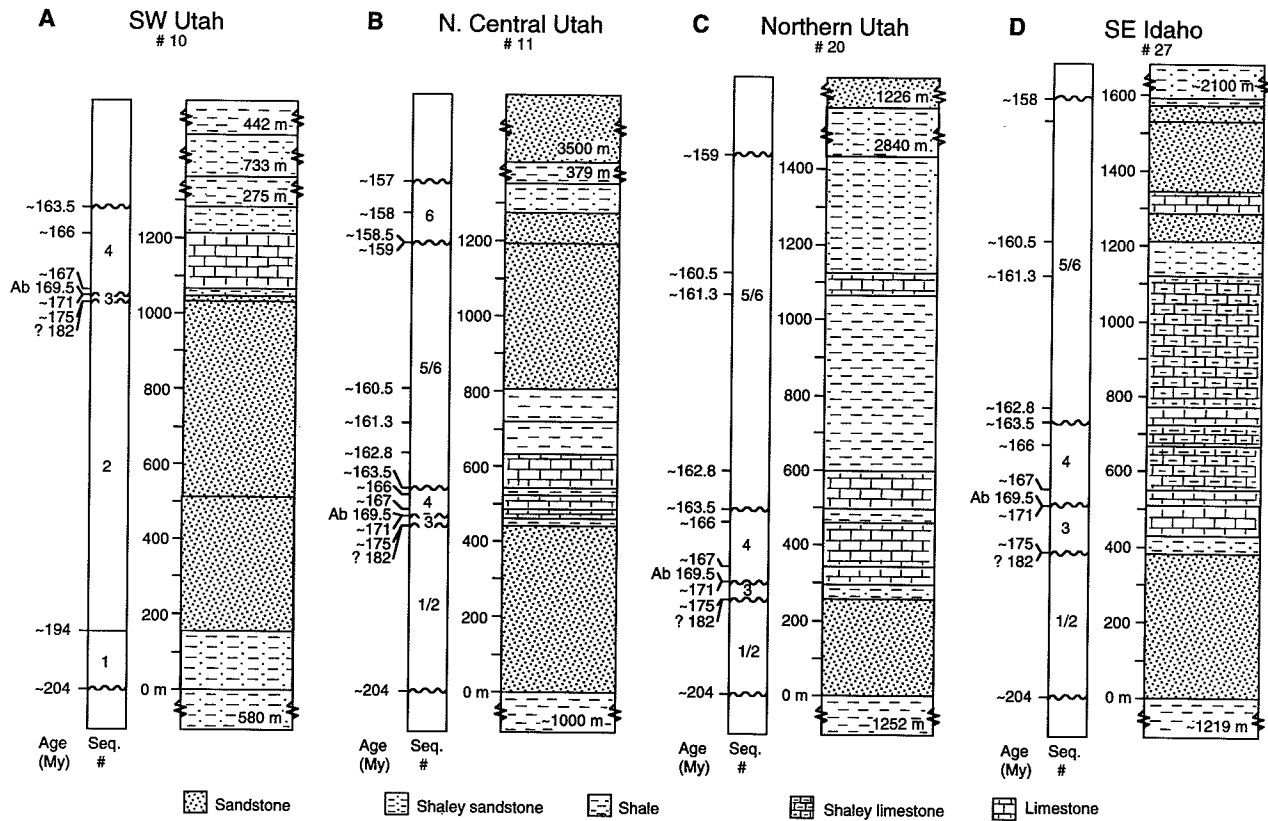 A
SW Utah
# 10
442 m
733 m
275 m
~163.5
~166
4
1200
~167
Ab 169.5
~171
3
~175
? 182
1000
800
2
600
400
200
~194
1
~204
0 m
580 m
Age
(My)
Seq.
#
B
N. Central Utah
# 11
3500 m
379 m
~157
~158
6
~158.5
~159
1200
1000
5/6
800
~160.5
~161.3
~162.8
600
~163.5
~166
~167
4
Ab 169.5
~171
3
~175
? 182
400
1/2
200
~204
0 m
~1000 m
Age
(My)
Seq.
#
C
Northern Utah
# 20
1226 m
2840 m
~159
1400
1200
~160.5
~161.3
5/6
1000
800
~162.8
600
~163.5
~166
4
400
~167
Ab 169.5
~171
3
~175
? 182
200
1/2
~204
0 m
1252 m
Age
(My)
Seq.
#
D
SE Idaho
# 27
~2100 m
~158
1600
1400
~160.5
1200
5/6
~161.3
1000
~162.8
800
~163.5
~166
4
600
~167
Ab 169.5
~171
3
~175
? 182
400
1/2
200
~204
0 m
~1219 m
Age
(My)
Seq.
#
Sandstone
Shaley sandstone
Shale
Shaley limestone
Limestone